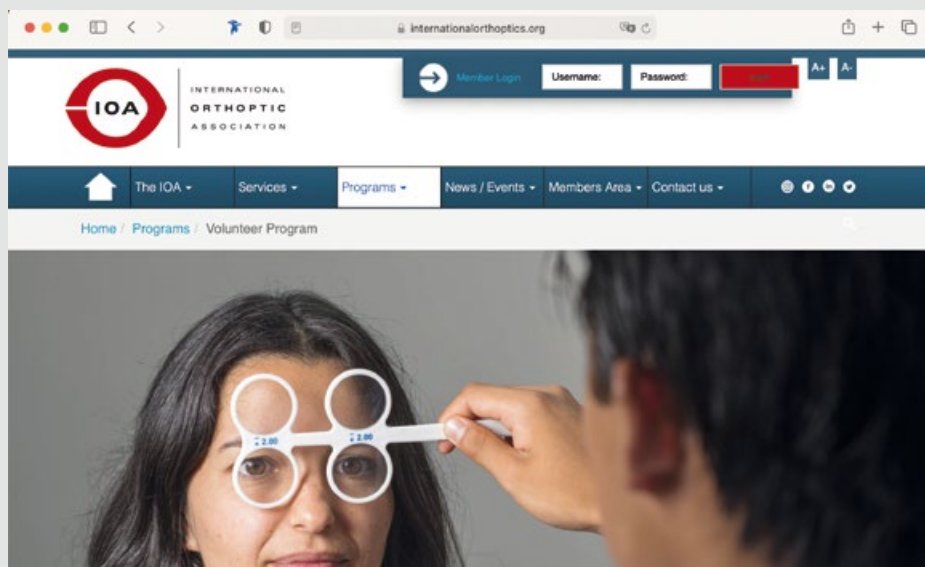 internationalorthoptics.org
Member Login Username: Password:
A+ A-
IOA
INTERNATIONAL
ORTHOPTIC
ASSOCIATION
The IOA Services Programs News / Events Members Area Contact us
Home / Programs / Volunteer Program
2.00 2.00